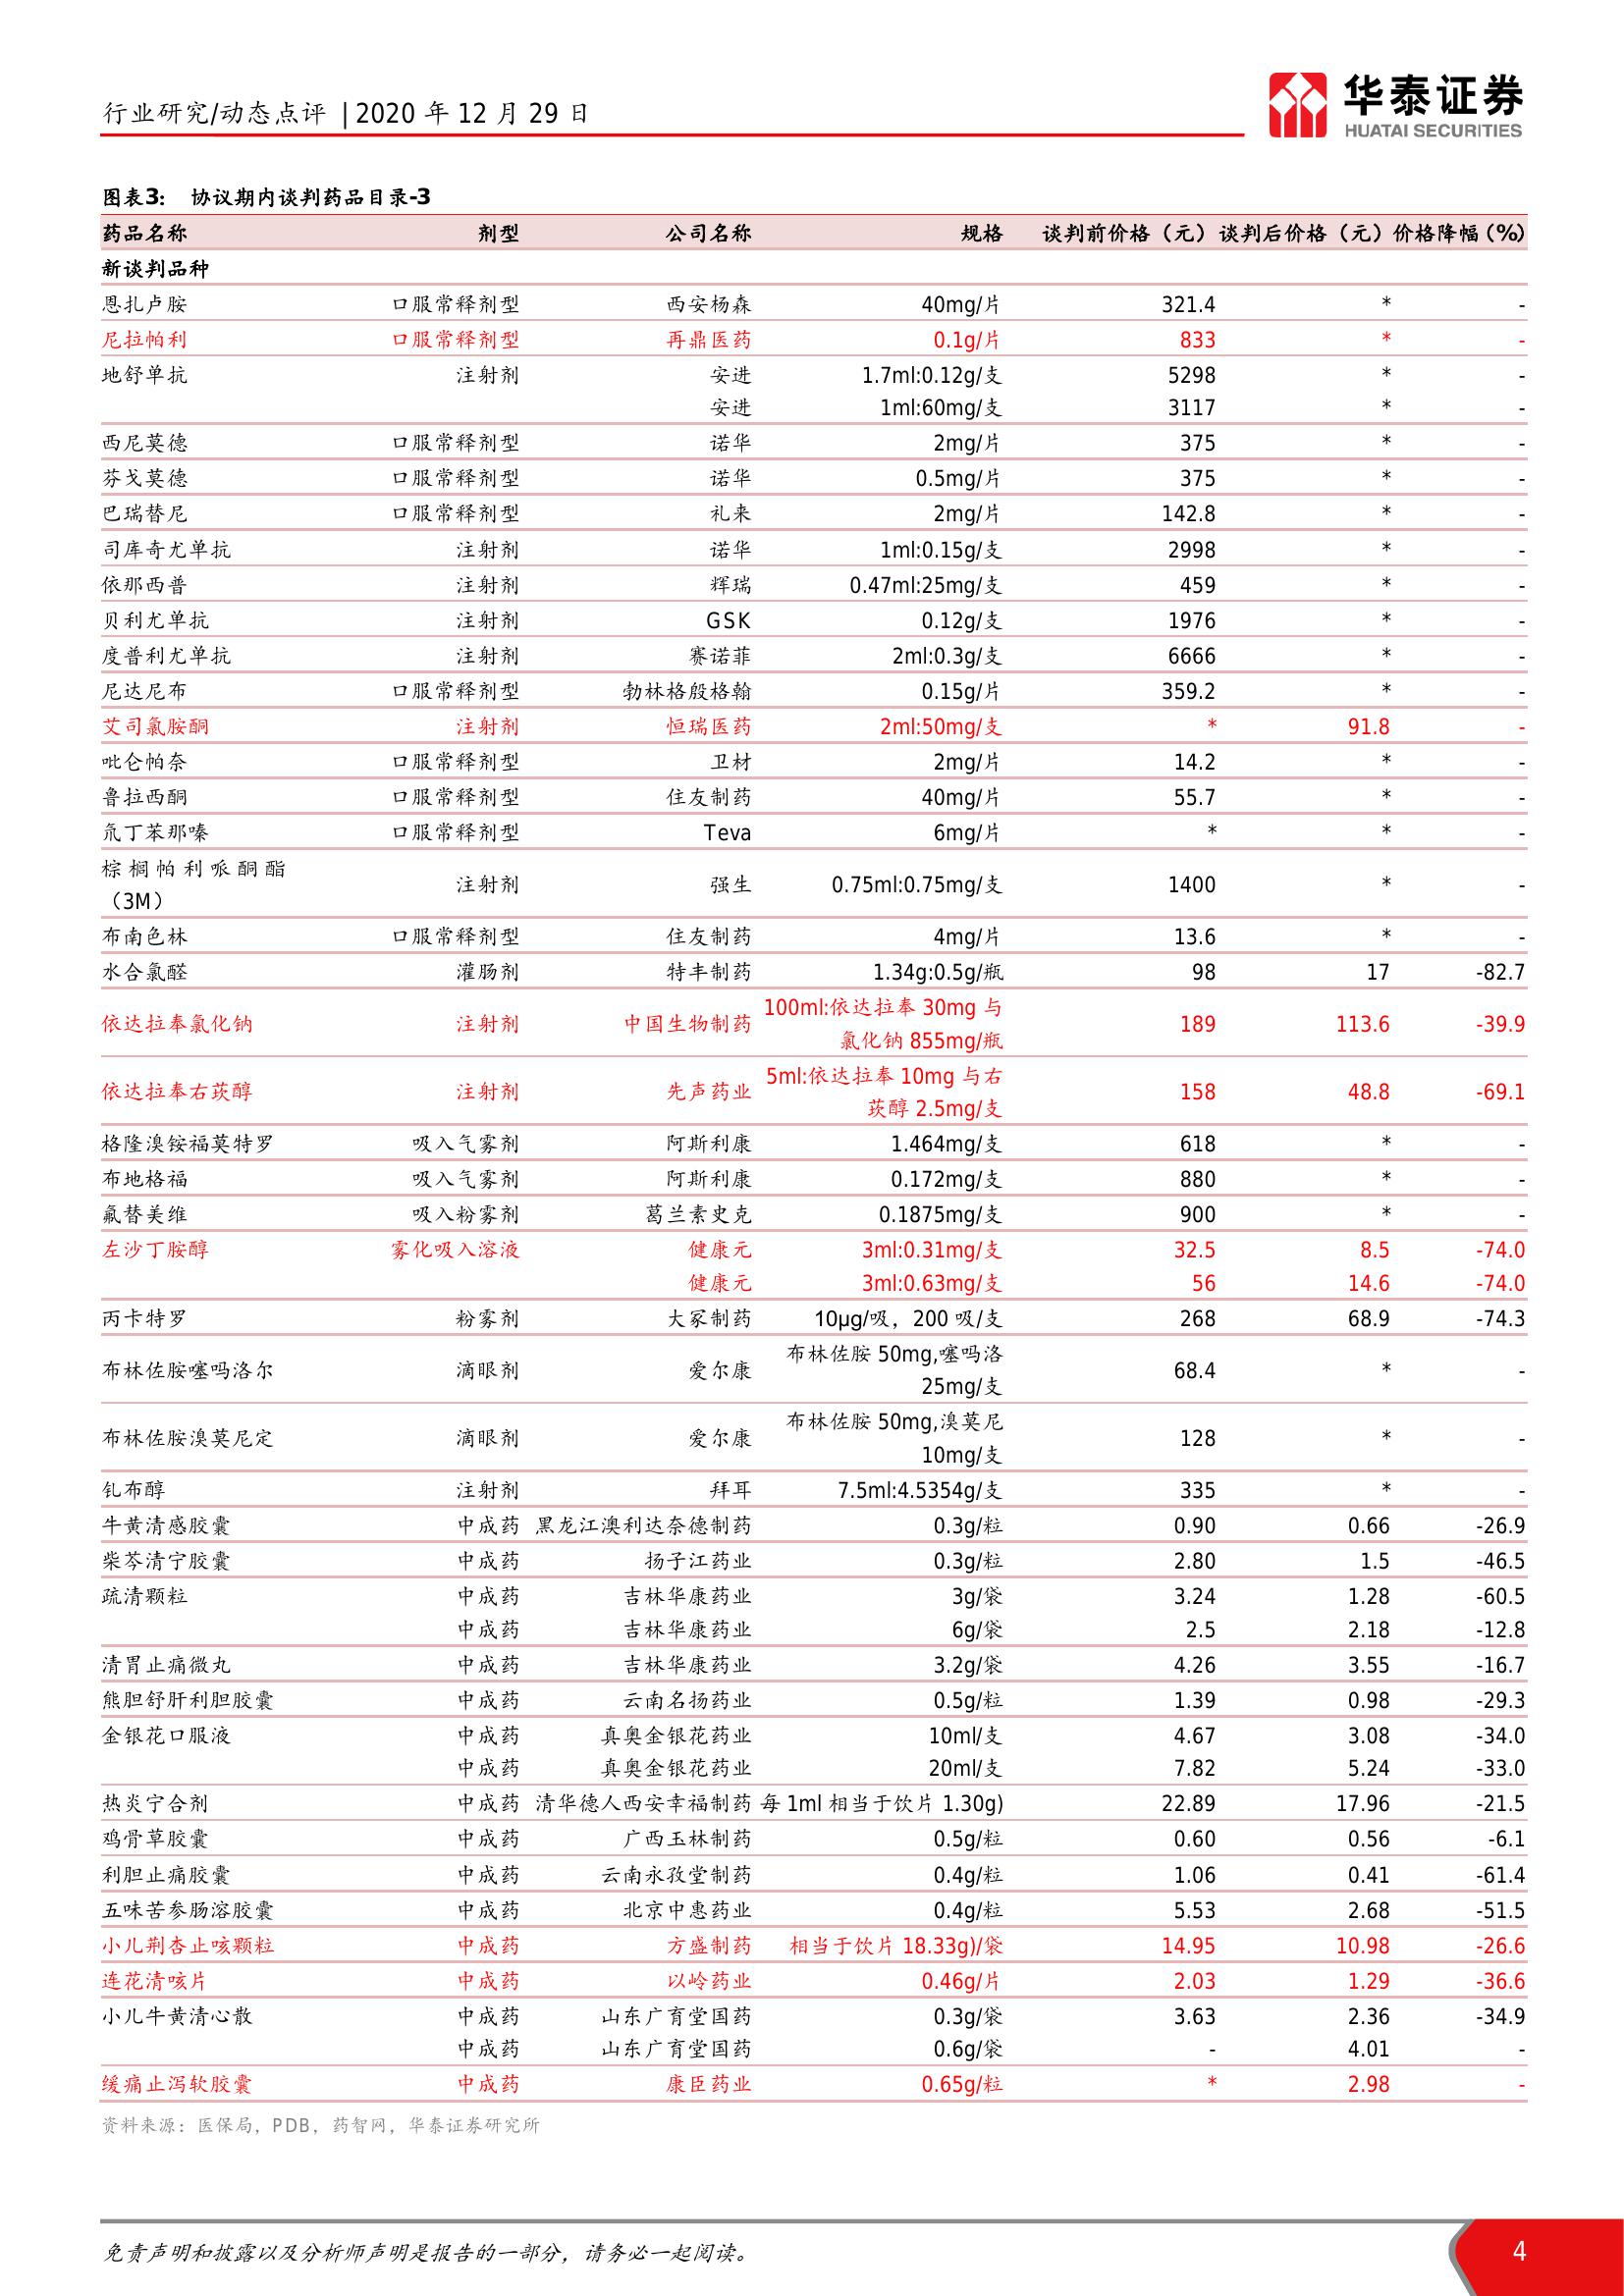 行业研究/动态点评 | 2020 年 12 月 29 日
华泰证券
HUATAI SECURITIES
图表3： 协议期内谈判药品目录-3
药品名称 剂型 公司名称 规格 谈判前价格（元） 谈判后价格（元） 价格降幅（%）
新谈判品种
恩扎卢胺 口服常释剂型 西安杨森 40mg/片 321.4 * -
尼拉帕利 口服常释剂型 再鼎医药 0.1g/片 833 * -
地舒单抗 注射剂 安进 1.7ml:0.12g/支 5298 * -
安进 1ml:60mg/支 3117 * -
西尼莫德 口服常释剂型 诺华 2mg/片 375 * -
芬戈莫德 口服常释剂型 诺华 0.5mg/片 375 * -
巴瑞替尼 口服常释剂型 礼来 2mg/片 142.8 * -
司库奇尤单抗 注射剂 诺华 1ml:0.15g/支 2998 * -
依那西普 注射剂 辉瑞 0.47ml:25mg/支 459 * -
贝利尤单抗 注射剂 GSK 0.12g/支 1976 * -
度普利尤单抗 注射剂 赛诺菲 2ml:0.3g/支 6666 * -
尼达尼布 口服常释剂型 勃林格殷格翰 0.15g/片 359.2 * -
艾司氯胺酮 注射剂 恒瑞医药 2ml:50mg/支 * 91.8 -
吡仑帕奈 口服常释剂型 卫材 2mg/片 14.2 * -
鲁拉西酮 口服常释剂型 住友制药 40mg/片 55.7 * -
氘丁苯那嗪 口服常释剂型 Teva 6mg/片 * * -
棕榈帕利哌酮酯
（3M） 注射剂 强生 0.75ml:0.75mg/支 1400 * -
布南色林 口服常释剂型 住友制药 4mg/片 13.6 * -
水合氯醛 灌肠剂 特丰制药 1.34g:0.5g/瓶 98 17 -82.7
依达拉奉氯化钠 注射剂 中国生物制药 100ml:依达拉奉 30mg 与
氯化钠 855mg/瓶 189 113.6 -39.9
依达拉奉右莰醇 注射剂 先声药业 5ml:依达拉奉 10mg 与右
莰醇 2.5mg/支 158 48.8 -69.1
格隆溴铵福莫特罗 吸入气雾剂 阿斯利康 1.464mg/支 618 * -
布地格福 吸入气雾剂 阿斯利康 0.172mg/支 880 * -
氟替美维 吸入粉雾剂 葛兰素史克 0.1875mg/支 900 * -
左沙丁胺醇 雾化吸入溶液 健康元 3ml:0.31mg/支 32.5 8.5 -74.0
健康元 3ml:0.63mg/支 56 14.6 -74.0
丙卡特罗 粉雾剂 大冢制药 10μg/吸，200 吸/支 268 68.9 -74.3
布林佐胺噻吗洛尔 滴眼剂 爱尔康 布林佐胺 50mg,噻吗洛
25mg/支 68.4 * -
布林佐胺溴莫尼定 滴眼剂 爱尔康 布林佐胺 50mg,溴莫尼
10mg/支 128 * -
钆布醇 注射剂 拜耳 7.5ml:4.5354g/支 335 * -
牛黄清感胶囊 中成药 黑龙江澳利达奈德制药 0.3g/粒 0.90 0.66 -26.9
柴芩清宁胶囊 中成药 扬子江药业 0.3g/粒 2.80 1.5 -46.5
疏清颗粒 中成药 吉林华康药业 3g/袋 3.24 1.28 -60.5
中成药 吉林华康药业 6g/袋 2.5 2.18 -12.8
清胃止痛微丸 中成药 吉林华康药业 3.2g/袋 4.26 3.55 -16.7
熊胆舒肝利胆胶囊 中成药 云南名扬药业 0.5g/粒 1.39 0.98 -29.3
金银花口服液 中成药 真奥金银花药业 10ml/支 4.67 3.08 -34.0
中成药 真奥金银花药业 20ml/支 7.82 5.24 -33.0
热炎宁合剂 中成药 清华德人西安幸福制药 每 1ml 相当于饮片 1.30g) 22.89 17.96 -21.5
鸡骨草胶囊 中成药 广西玉林制药 0.5g/粒 0.60 0.56 -6.1
利胆止痛胶囊 中成药 云南永孜堂制药 0.4g/粒 1.06 0.41 -61.4
五味苦参肠溶胶囊 中成药 北京中惠药业 0.4g/粒 5.53 2.68 -51.5
小儿荆杏止咳颗粒 中成药 方盛制药 相当于饮片 18.33g)/袋 14.95 10.98 -26.6
连花清咳片 中成药 以岭药业 0.46g/片 2.03 1.29 -36.6
小儿牛黄清心散 中成药 山东广育堂国药 0.3g/袋 3.63 2.36 -34.9
中成药 山东广育堂国药 0.6g/袋 - 4.01 -
缓痛止泻软胶囊 中成药 康臣药业 0.65g/粒 * 2.98 -
资料来源：医保局，PDB，药智网，华泰证券研究所
免责声明和披露以及分析师声明是报告的一部分，请务必一起阅读。 4